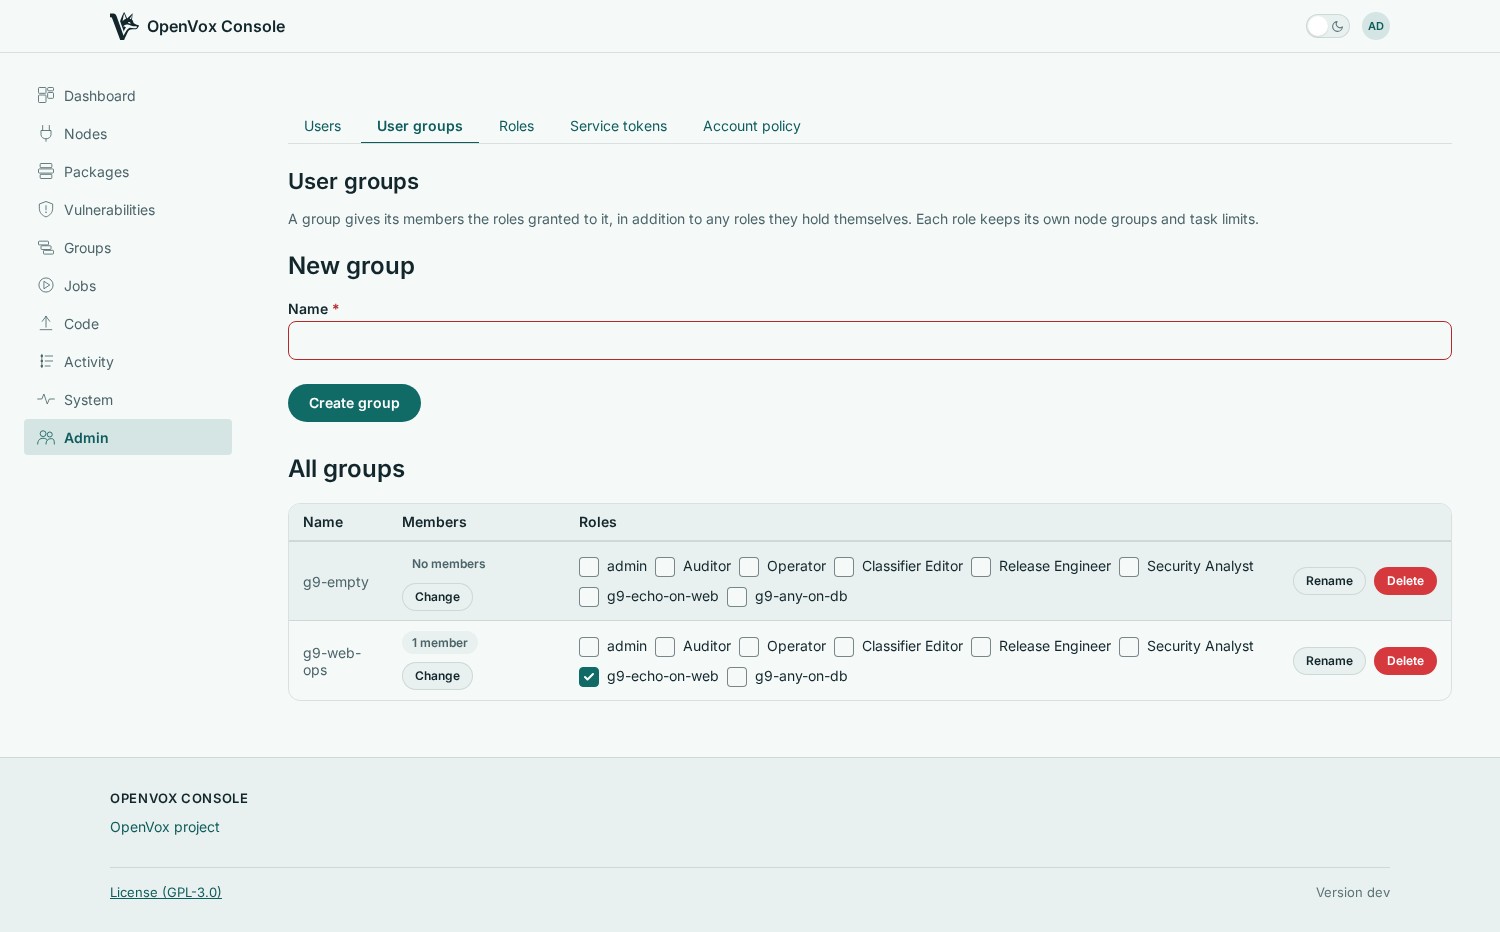 OpenVox Console
AD
Dashboard
Nodes
Packages
Vulnerabilities
Groups
Jobs
Code
Activity
System
Admin
Users User groups Roles Service tokens Account policy
User groups
A group gives its members the roles granted to it, in addition to any roles they hold themselves. Each role keeps its own node groups and task limits.
New group
Name *
Create group
All groups
Name Members Roles
g9-empty
No members
Change
admin Auditor Operator Classifier Editor Release Engineer Security Analyst
g9-echo-on-web g9-any-on-db
Rename Delete
g9-web-
ops
1 member
Change
admin Auditor Operator Classifier Editor Release Engineer Security Analyst
g9-echo-on-web g9-any-on-db
Rename Delete
OPENVOX CONSOLE
OpenVox project
License (GPL-3.0) Version dev